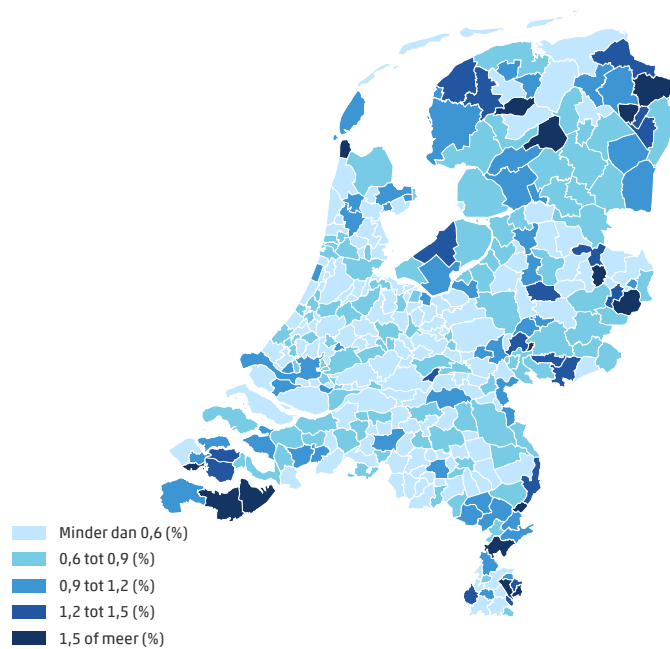 Minder dan 0,6 (%)
0,6 tot 0,9 (%)
0,9 tot 1,2 (%)
1,2 tot 1,5 (%)
1,5 of meer (%)